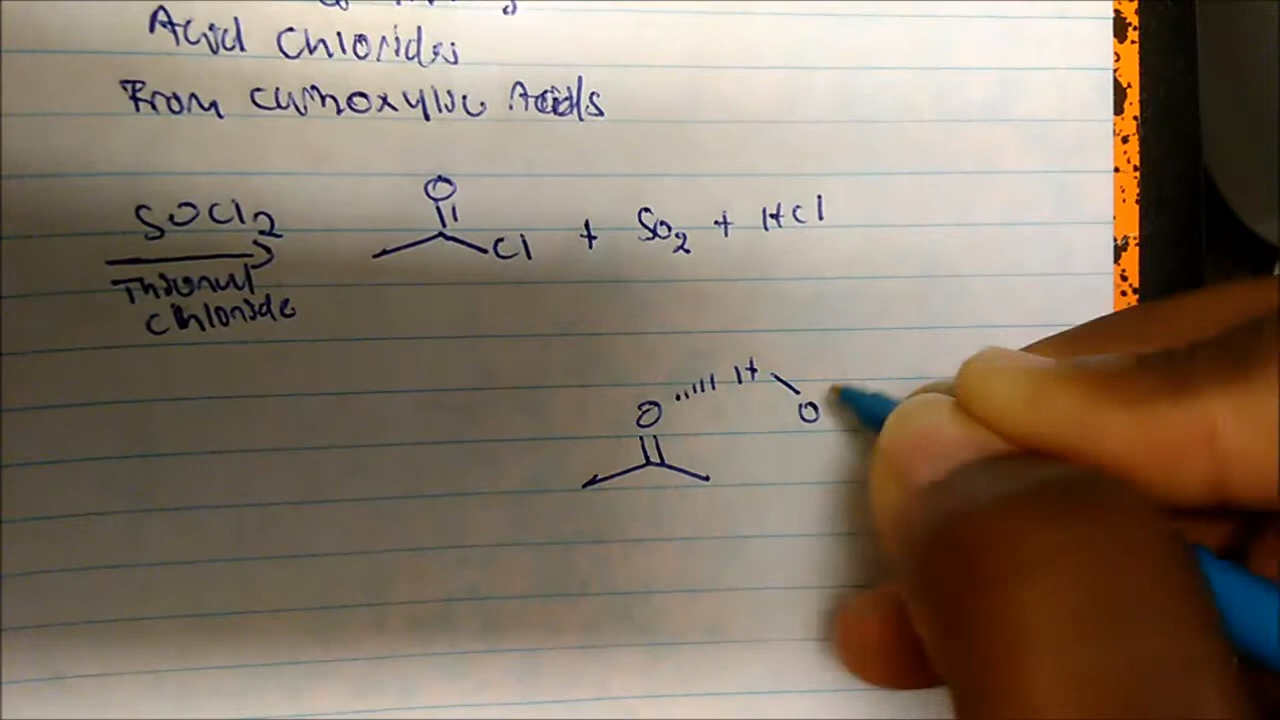 Acid Chlorides
From Carboxylic Acids
O
SOCl2 Cl + SO2 + HCl
Thionyl
Chloride
H
O O